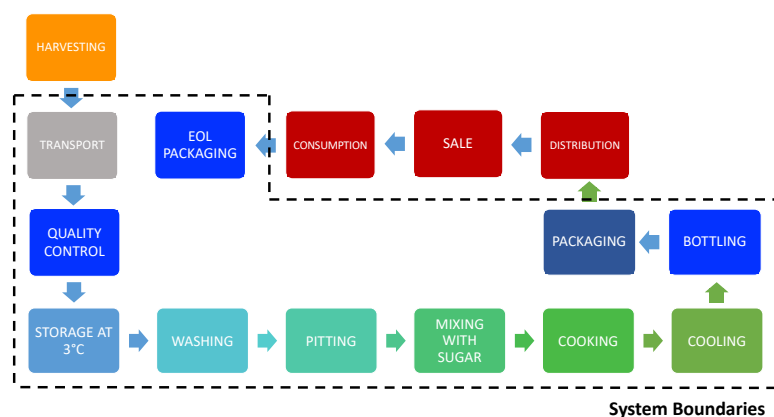 HARVESTING
TRANSPORT
EOL
PACKAGING
CONSUMPTION
SALE
DISTRIBUTION
QUALITY
CONTROL
PACKAGING
BOTTLING
STORAGE AT
3°C
WASHING
PITTING
MIXING
WITH
SUGAR
COOKING
COOLING
System Boundaries